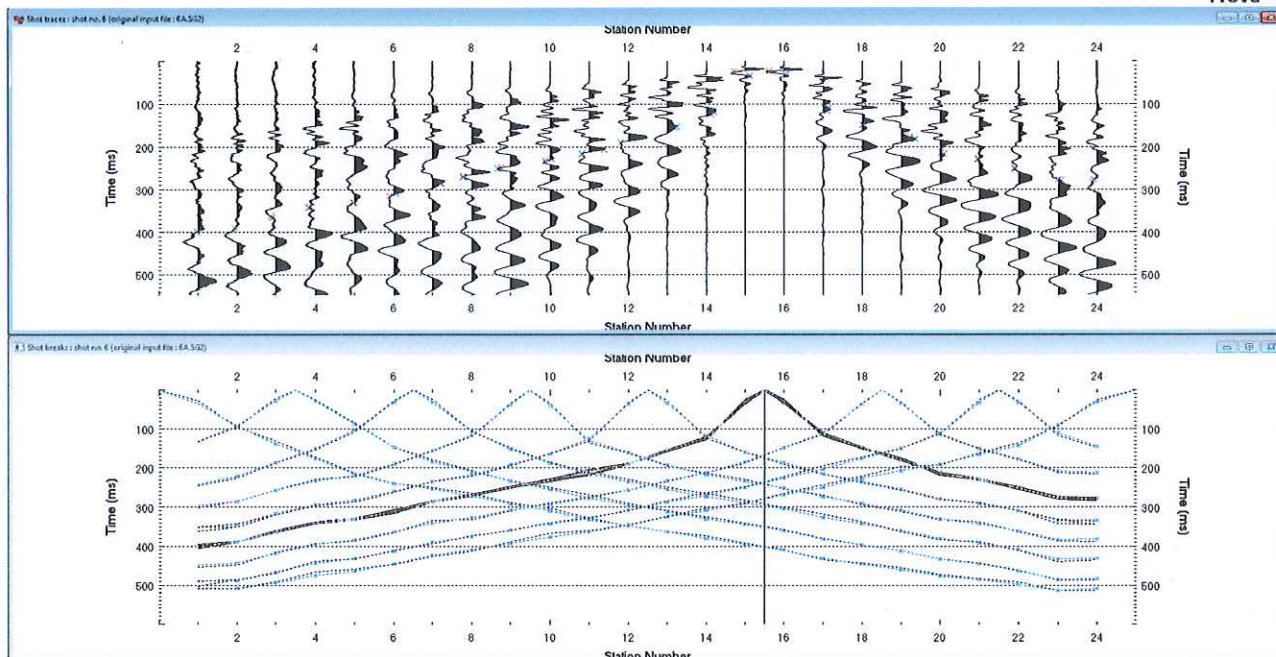 Shot traces : shot no. 6 (original input file : 6A.SG2)
Station Number
2 4 6 8 10 12 14 16 18 20 22 24
Time (ms)
100 200 300 400 500
Time (ms)
100 200 300 400 500
2 4 6 8 10 12 14 16 18 20 22 24
Station Number
Shot breaks : shot no. 6 (original input file : 6A.SG2)
Station Number
2 4 6 8 10 12 14 16 18 20 22 24
Time (ms)
100 200 300 400 500
Time (ms)
100 200 300 400 500
2 4 6 8 10 12 14 16 18 20 22 24
Station Number